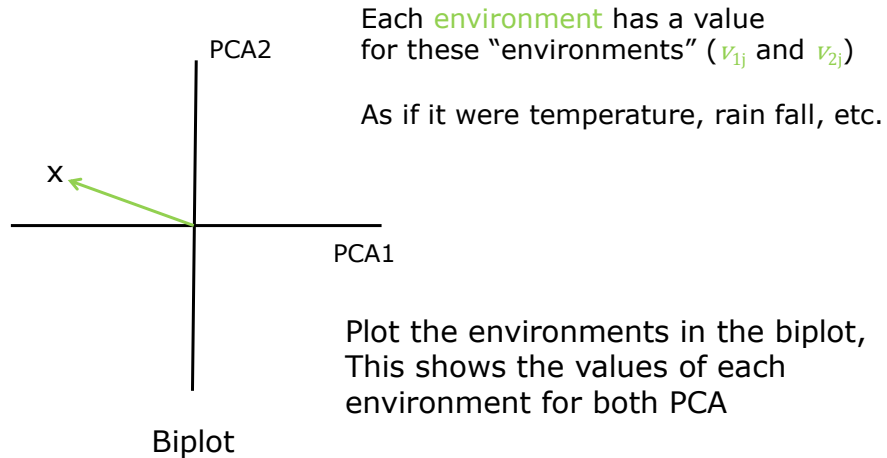 Each environment has a value
for these “environments” (v1j and v2j)
As if it were temperature, rain fall, etc.
PCA2
x
PCA1
Plot the environments in the biplot,
This shows the values of each
environment for both PCA
Biplot